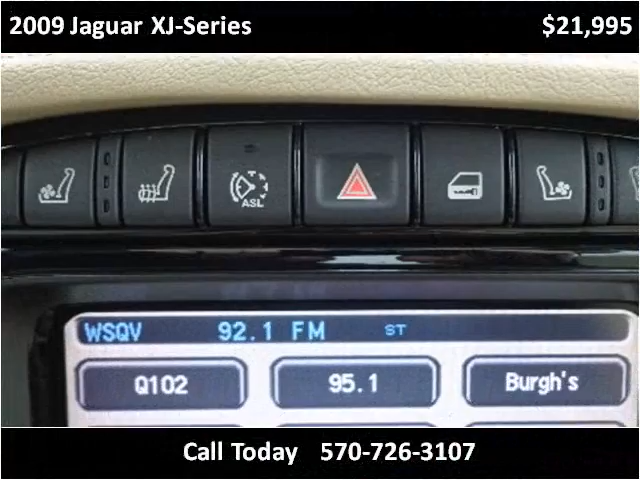 2009 Jaguar XJ-Series $21,995
ASL
WSQV 92.1 FM ST
Q102 95.1 Burgh's
Call Today 570-726-3107